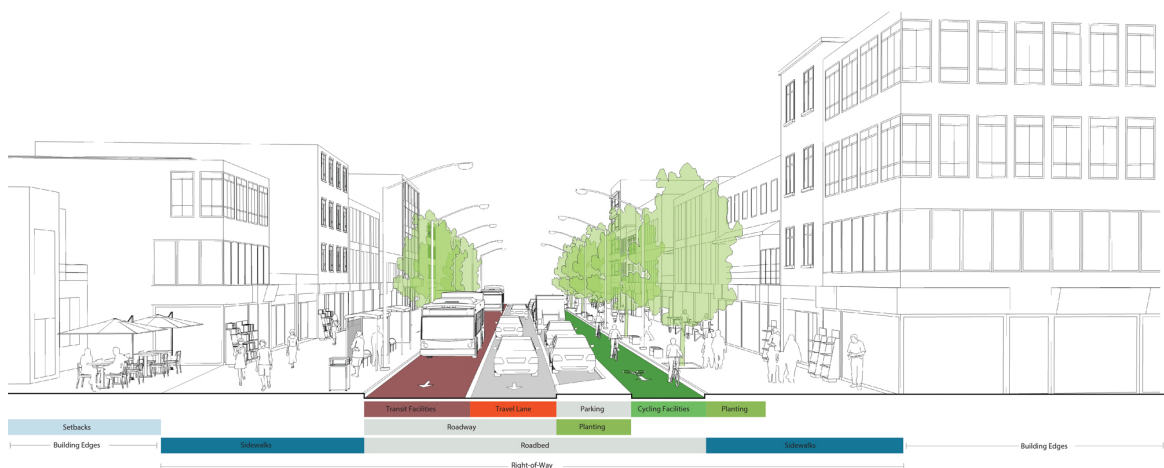 Transit Facilities Travel Lane Parking Cycling Facilities Planting
Setbacks Roadway Planting
Building Edges Sidewalks Roadbed Sidewalks Building Edges
Right-of-Way